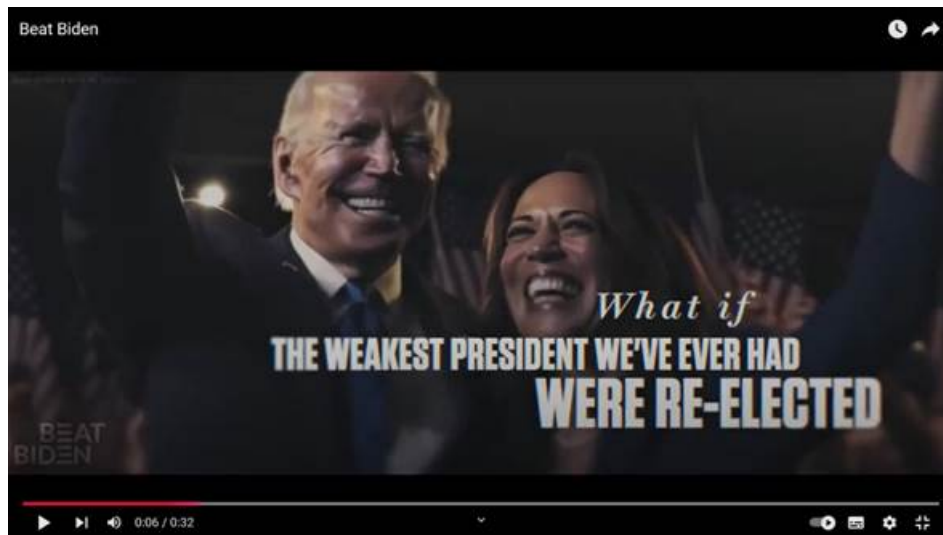 Beat Biden
What if
THE WEAKEST PRESIDENT WE'VE EVER HAD
WERE RE-ELECTED
BEAT
BIDEN
0:06 / 0:32